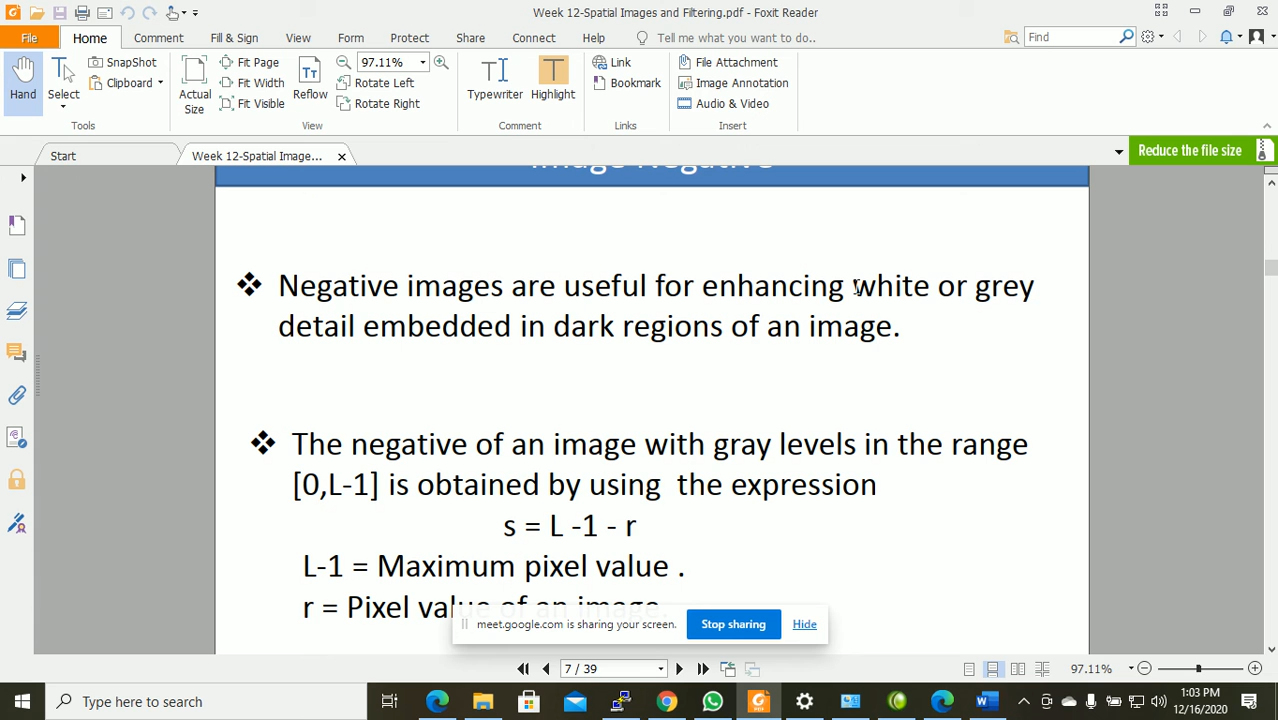 Week 12-Spatial Images and Filtering.pdf - Foxit Reader
File Home Comment Fill & Sign View Form Protect Share Connect Help Tell me what you want to do.. Find
Hand
Select
SnapShot
Clipboard
Tools
Actual Size
Fit Page
Fit Width
Fit Visible
Reflow
97.11%
Rotate Left
Rotate Right
View
Typewriter
Highlight
Comment
Link
Bookmark
Links
File Attachment
Image Annotation
Audio & Video
Insert
Start
Week 12-Spatial Image...
Reduce the file size
Image Negative
❖ Negative images are useful for enhancing white or grey
detail embedded in dark regions of an image.
❖ The negative of an image with gray levels in the range
[0,L-1] is obtained by using the expression
s = L -1 - r
L-1 = Maximum pixel value .
r = Pixel value of an image.
meet.google.com is sharing your screen. Stop sharing Hide
7 / 39
97.11%
Type here to search
1:03 PM
12/16/2020